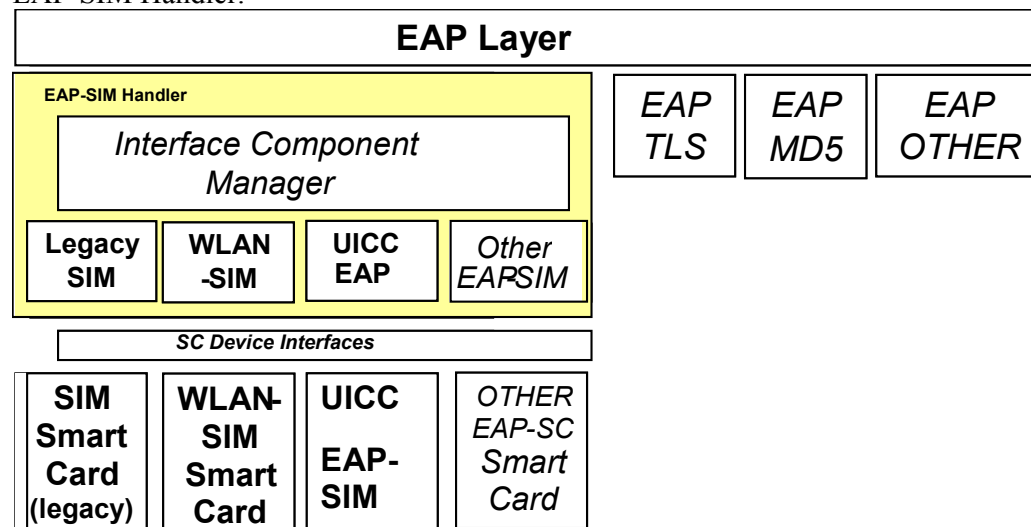 EAP-SIM Handler.
EAP Layer
EAP-SIM Handler
Interface Component
Manager
Legacy
SIM
WLAN
-SIM
UICC
EAP
Other
EAP-SIM
EAP
TLS
EAP
MD5
EAP
OTHER
SC Device Interfaces
SIM
Smart
Card
(legacy)
WLAN-
SIM
Smart
Card
UICC
EAP-
SIM
OTHER
EAP-SC
Smart
Card